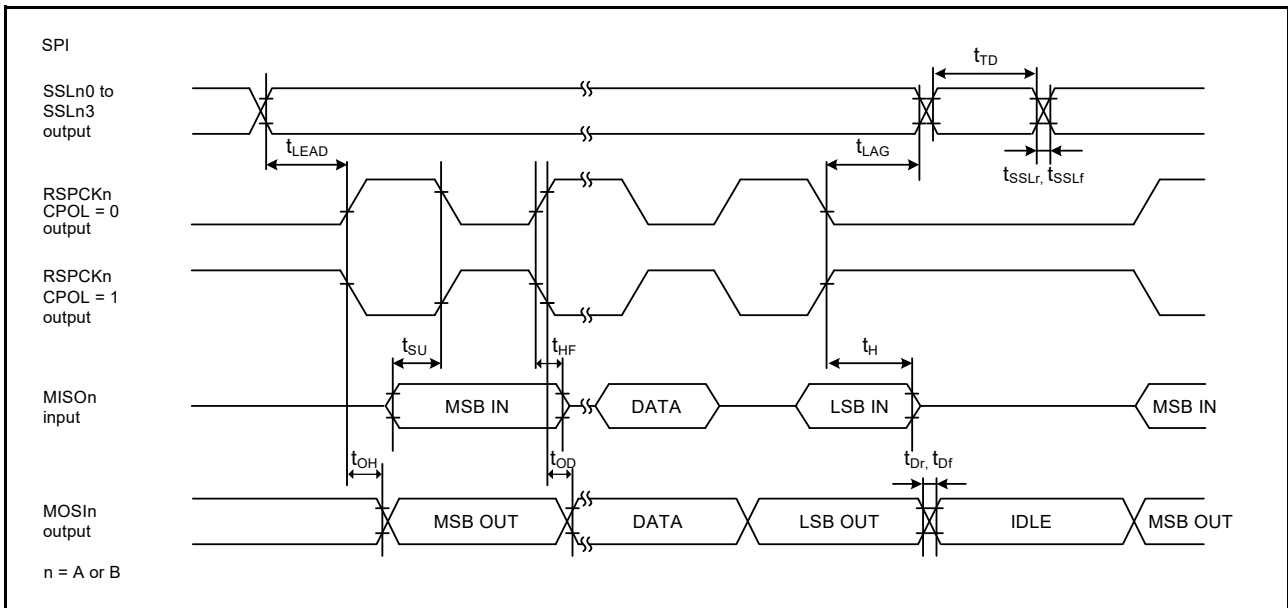 SPI
tTD
SSLn0 to
SSLn3
output
tLEAD
tLAG
tSSLr, tSSLf
RSPCKn
CPOL = 0
output
RSPCKn
CPOL = 1
output
tSU
tHF
tH
MISOn
input
MSB IN
DATA
LSB IN
MSB IN
tOH
tOD
tDr, tDf
MOSIn
output
MSB OUT
DATA
LSB OUT
IDLE
MSB OUT
n = A or B